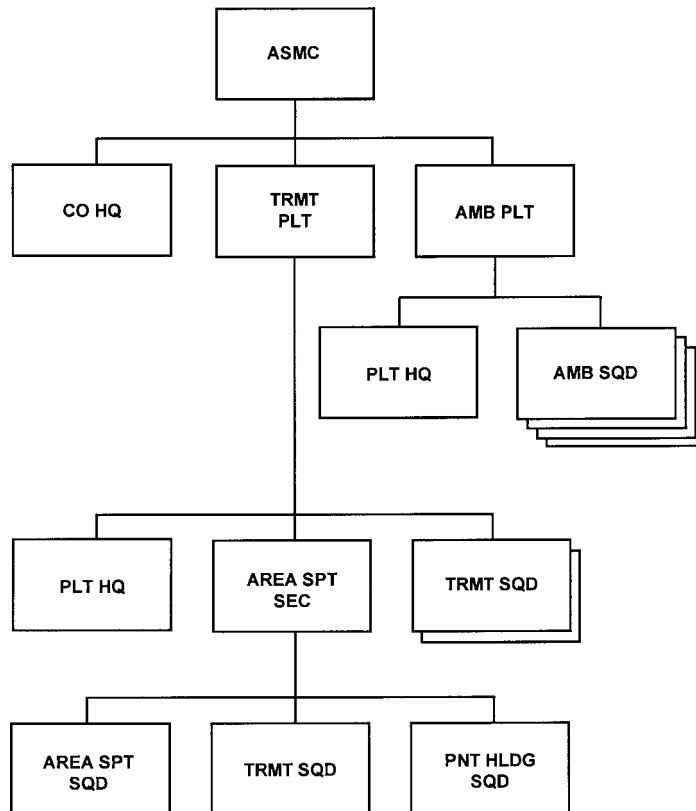 ASMC
CO HQ
TRMT
PLT
AMB PLT
PLT HQ
AMB SQD
PLT HQ
AREA SPT
SEC
TRMT SQD
AREA SPT
SQD
TRMT SQD
PNT HLDG
SQD